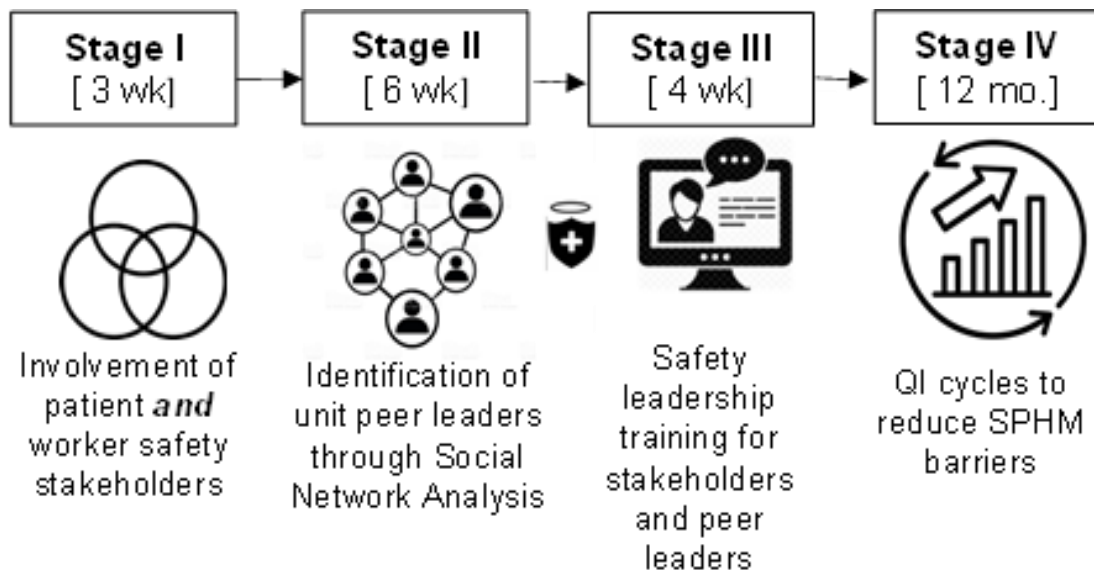 Stage I
[ 3 wk]
Stage II
[ 6 wk]
Stage III
[ 4 wk]
Stage IV
[ 12 mo.]
Involvement of
patient and
worker safety
stakeholders
Identification of
unit peer leaders
through Social
Network Analysis
Safety
leadership
training for
stakeholders
and peer
leaders
QI cycles to
reduce SPHM
barriers